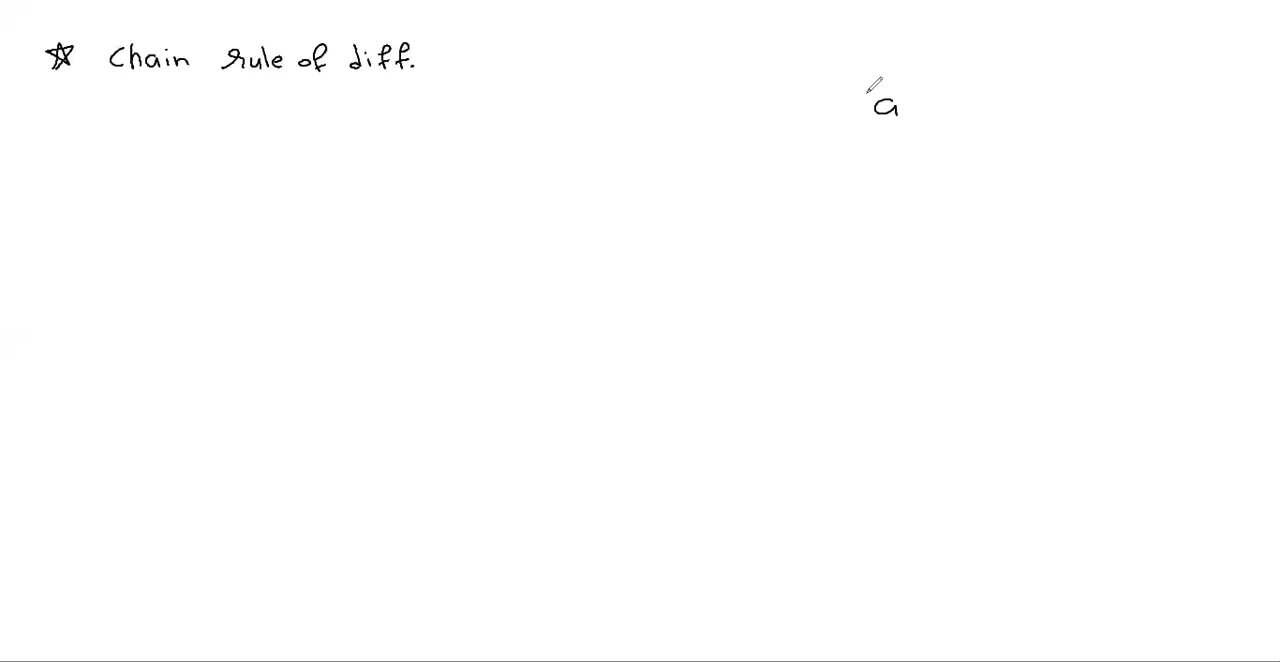 ☆ Chain rule of diff.
a